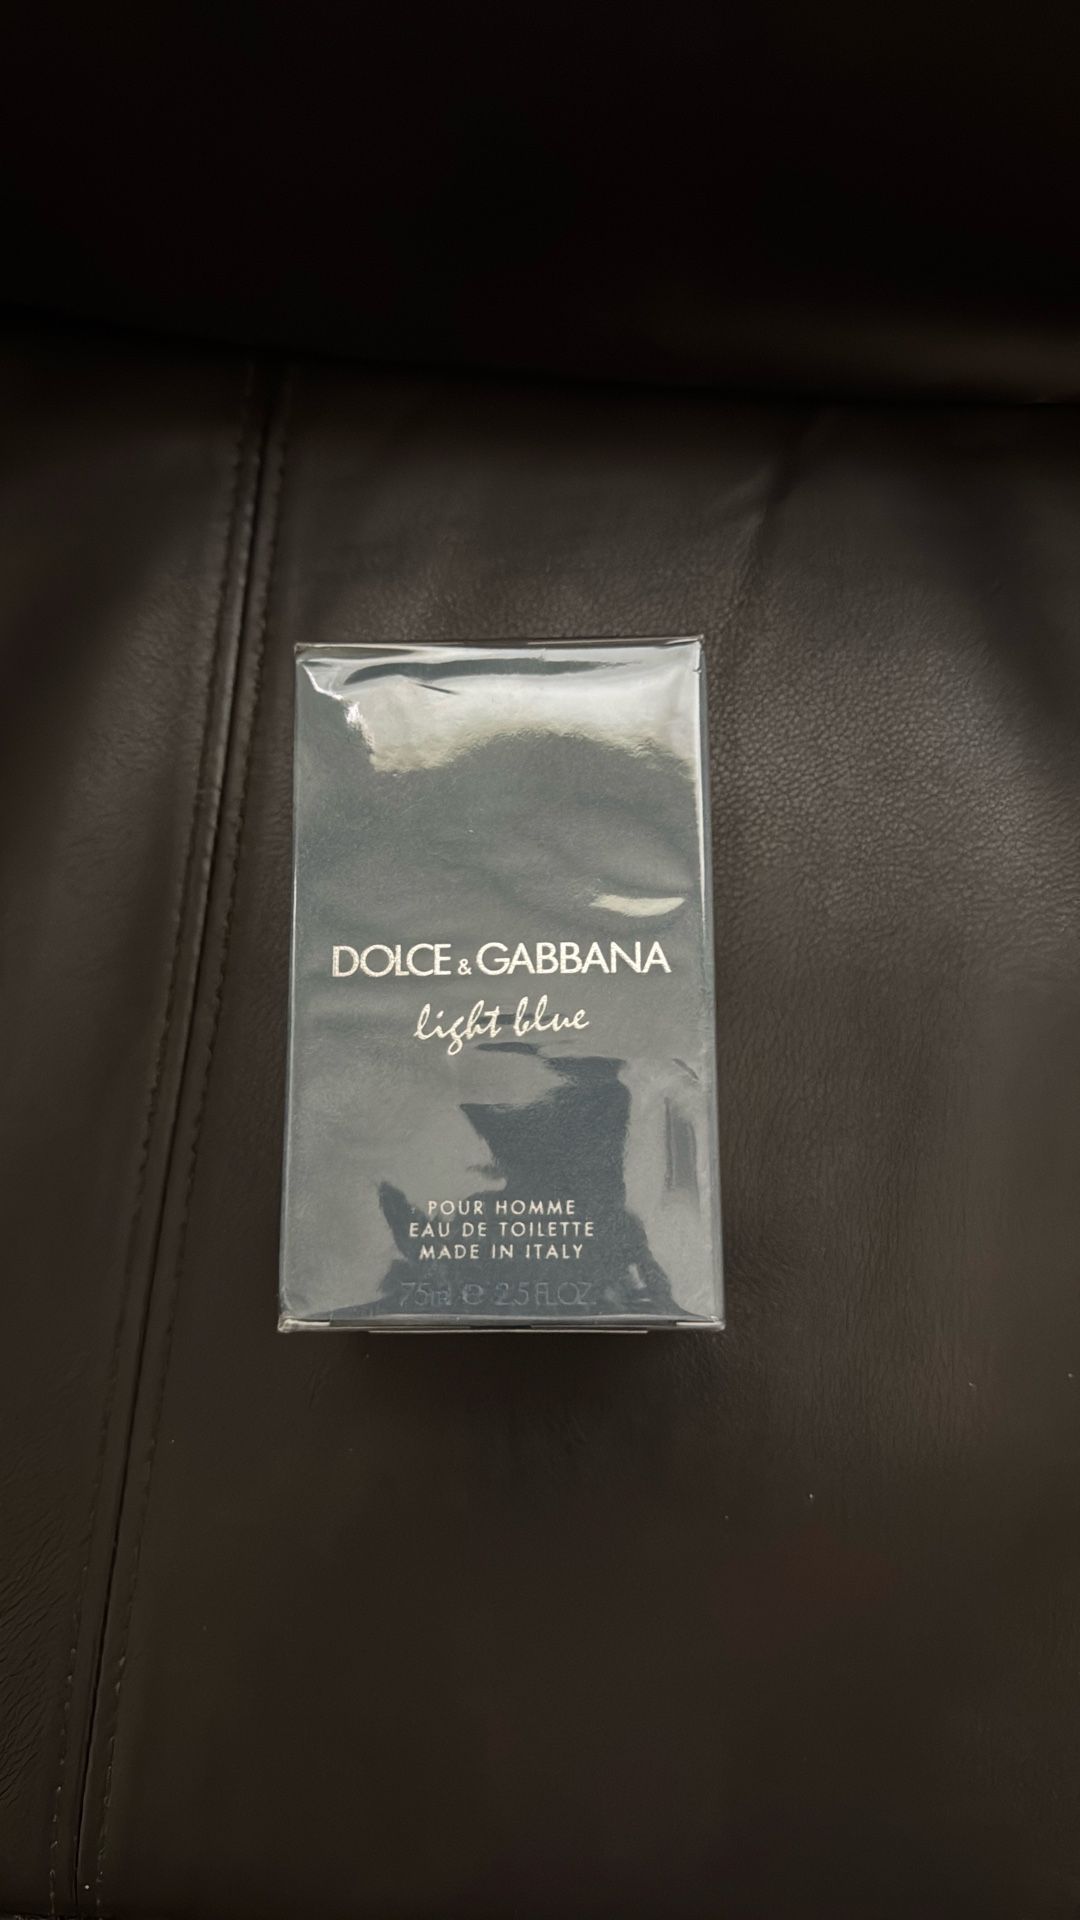 DOLCE & GABBANA
light blue
POUR HOMME
EAU DE TOILETTE
MADE IN ITALY
75ml ℮ 2.5 FL.OZ.